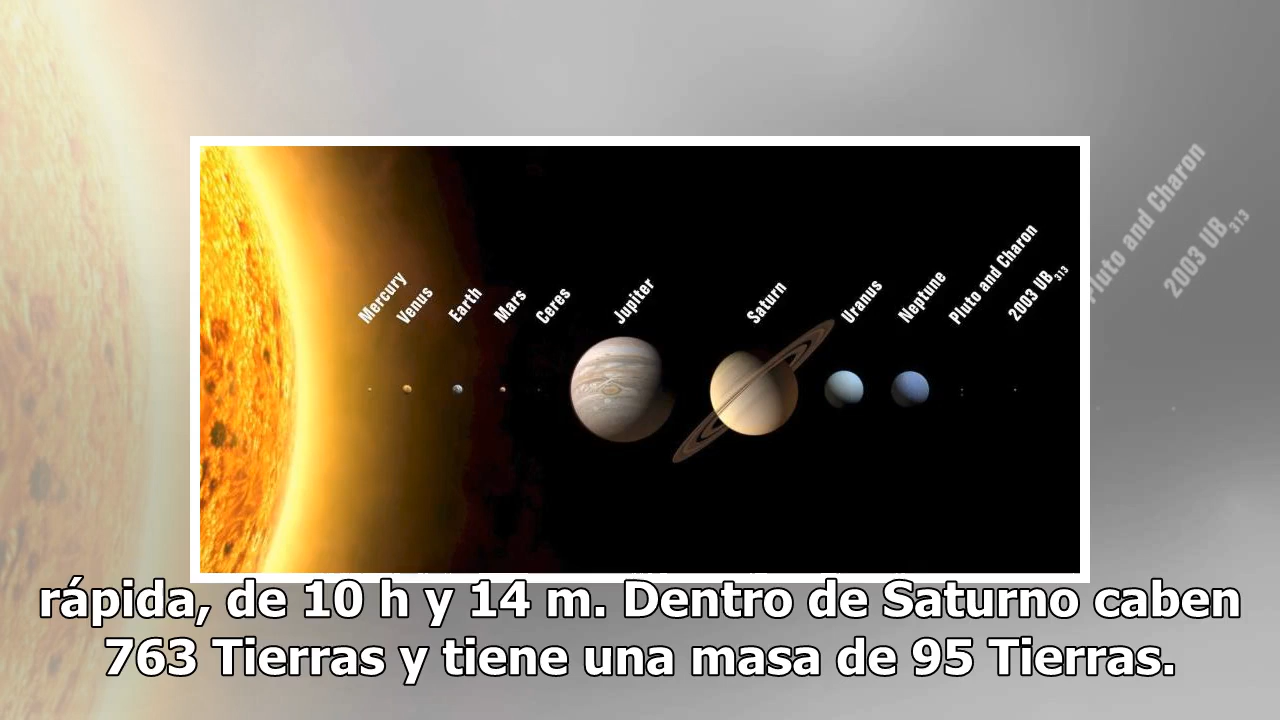 Mercury
Venus
Earth
Mars
Ceres
Jupiter
Saturn
Uranus
Neptune
Pluto and Charon
2003 UB313
Pluto and Charon
2003 UB313
rápida, de 10 h y 14 m. Dentro de Saturno caben
763 Tierras y tiene una masa de 95 Tierras.